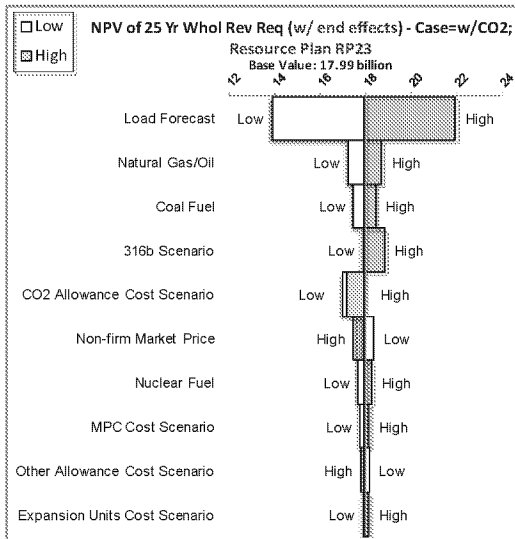 Low
High
NPV of 25 Yr Whol Rev Req (w/ end effects) - Case=w/CO2;
Resource Plan RP23
Base Value: 17.99 billion
12 14 16 18 20 22 24
Load Forecast Low High
Natural Gas/Oil Low High
Coal Fuel Low High
316b Scenario Low High
CO2 Allowance Cost Scenario Low High
Non-firm Market Price High Low
Nuclear Fuel Low High
MPC Cost Scenario Low High
Other Allowance Cost Scenario High Low
Expansion Units Cost Scenario Low High